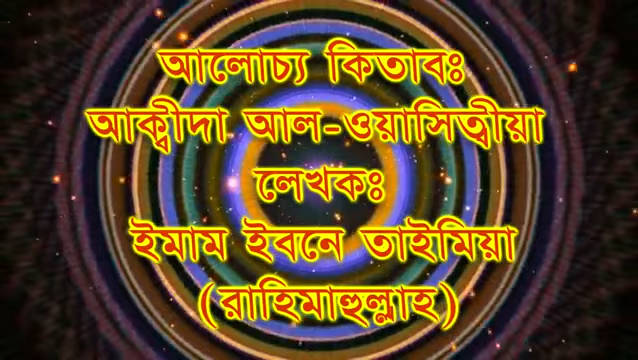 আলোচ্য কিতাবঃ
আক্বীদা আল-ওয়াসিত্বীয়া
লেখকঃ
ইমাম ইবনে তাইমিয়া
(রাহিমাহুল্লাহ)